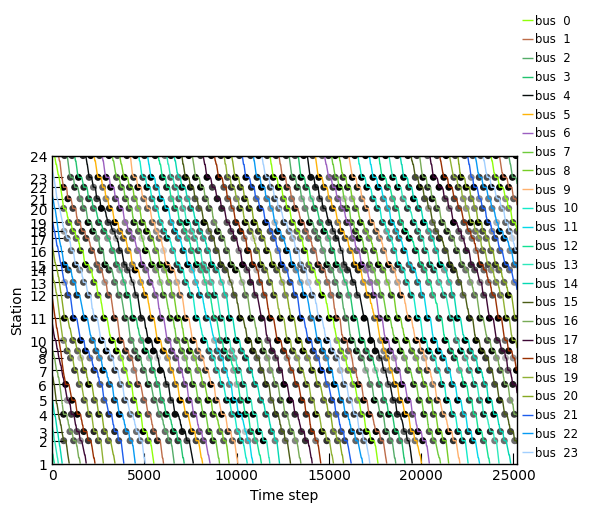 bus 0
bus 1
bus 2
bus 3
bus 4
bus 5
bus 6
bus 7
bus 8
bus 9
bus 10
bus 11
bus 12
bus 13
bus 14
bus 15
bus 16
bus 17
bus 18
bus 19
bus 20
bus 21
bus 22
bus 23
24
23
22
21
20
19
18
17
16
15
14
13
12
11
10
9
8
7
6
5
4
3
2
1
Station
0 5000 10000 15000 20000 25000
Time step